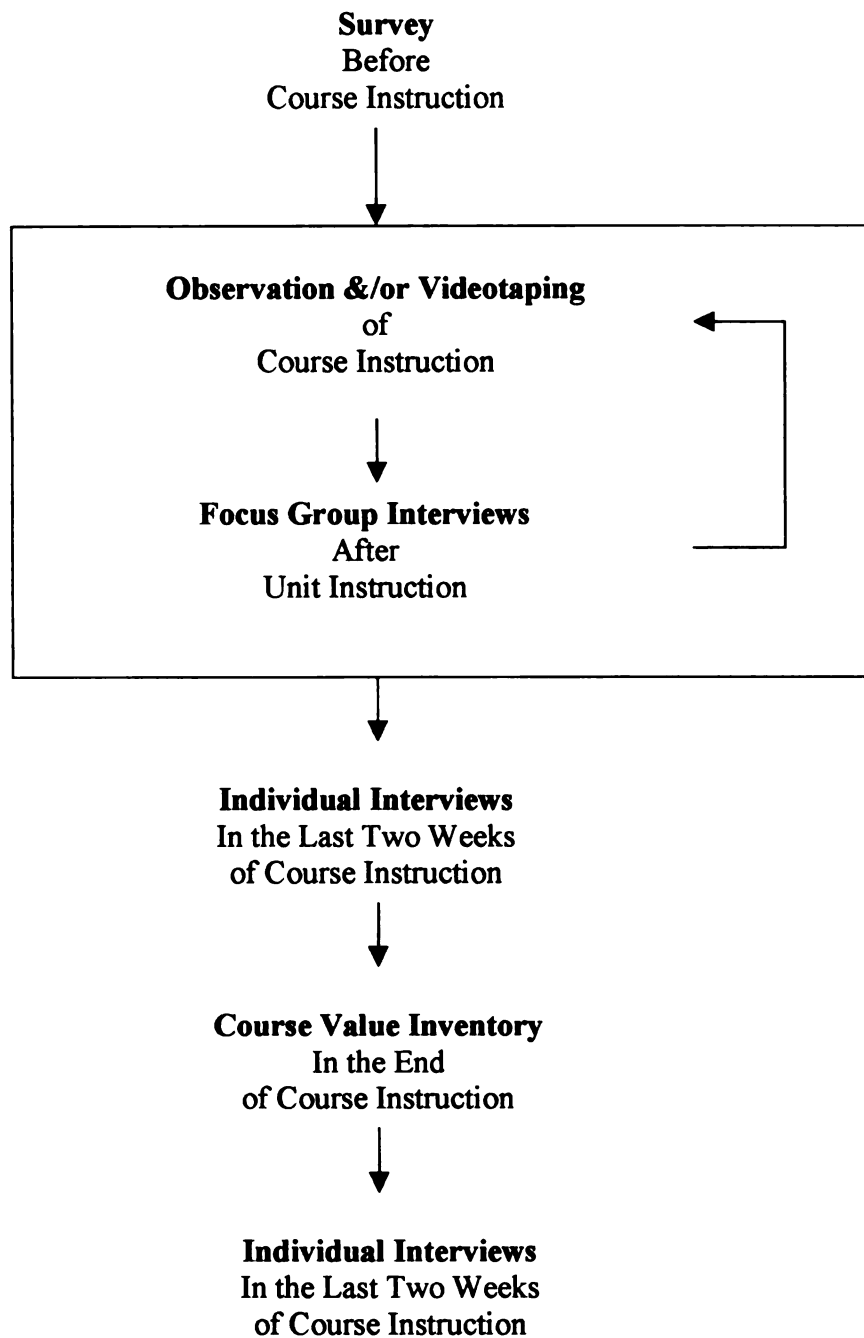 Survey
Before
Course Instruction
Observation &/or Videotaping
of
Course Instruction
Focus Group Interviews
After
Unit Instruction
Individual Interviews
In the Last Two Weeks
of Course Instruction
Course Value Inventory
In the End
of Course Instruction
Individual Interviews
In the Last Two Weeks
of Course Instruction